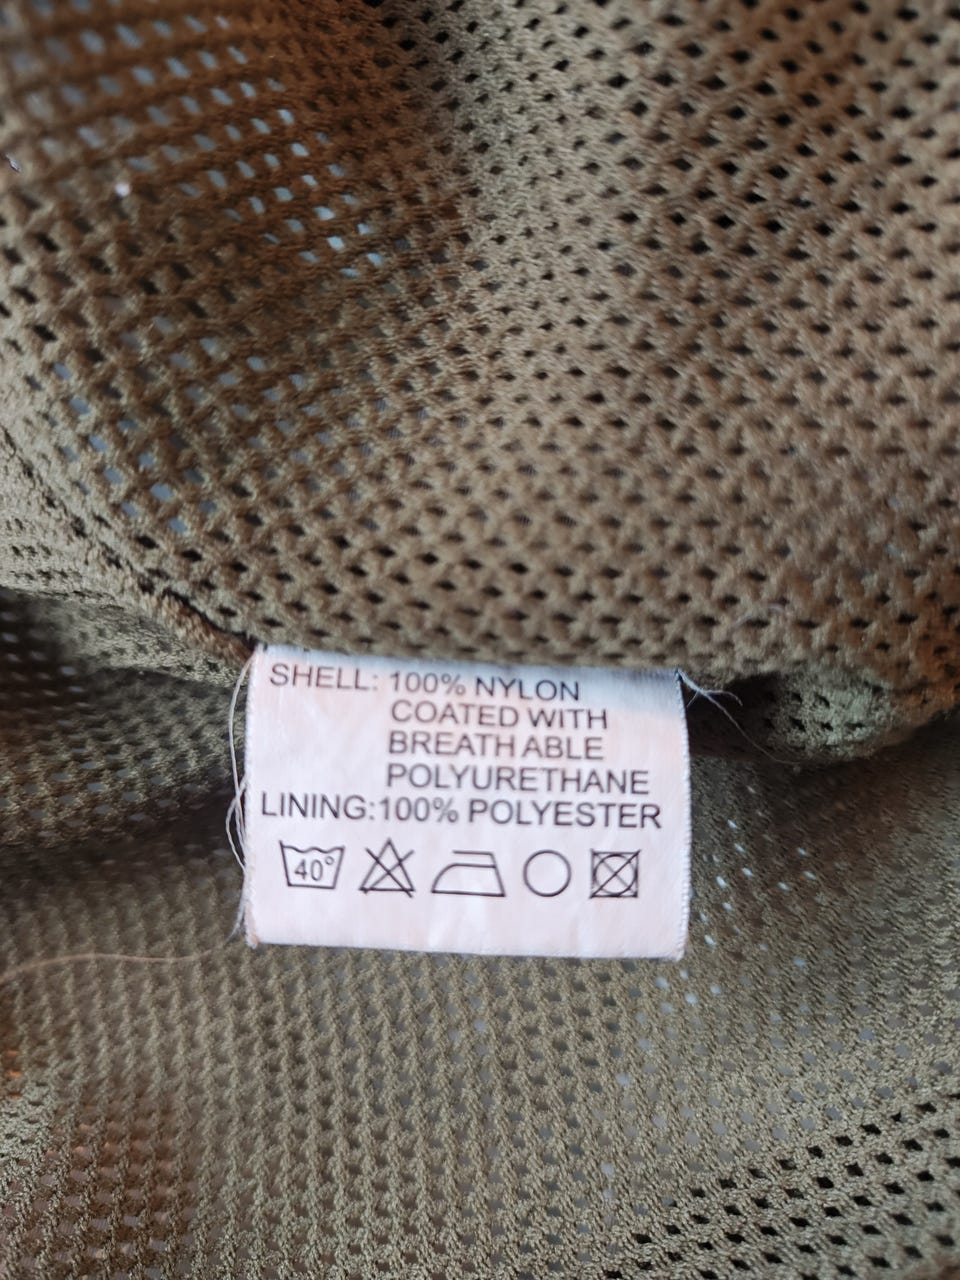 SHELL: 100% NYLON
COATED WITH
BREATH ABLE
POLYURETHANE
LINING:100% POLYESTER
40°